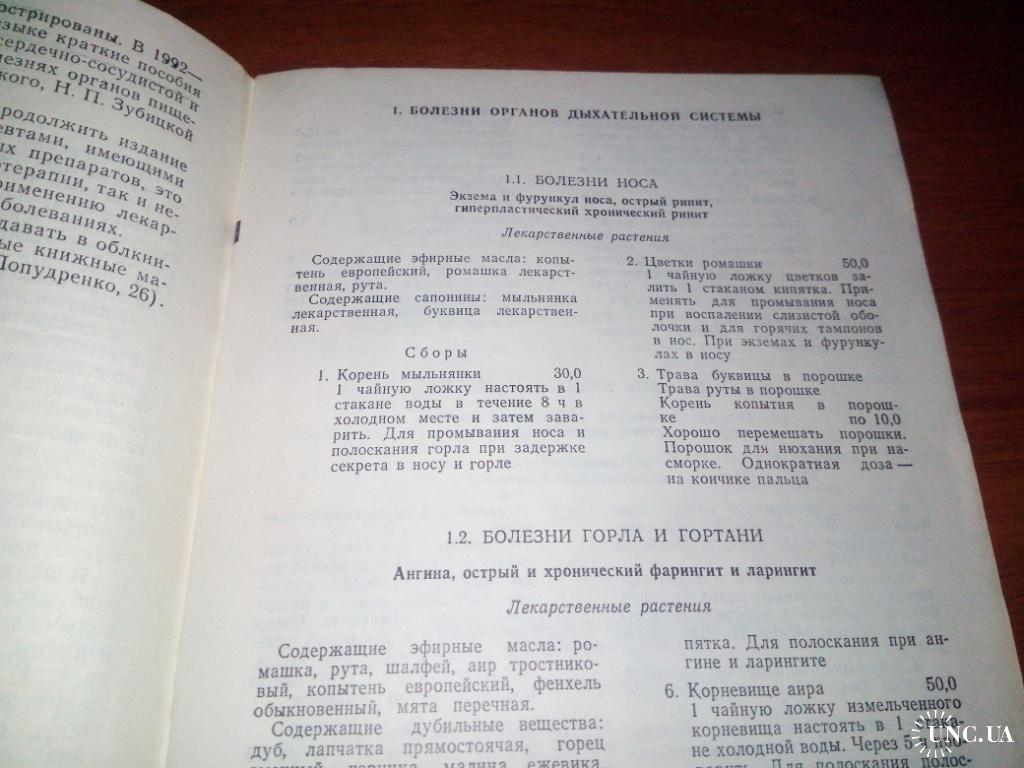 острированы. В 1992—
языке краткие пособия
сердечно-сосудистой и
лезнях органов пище-
кого, Н. П. Зубицкой
родолжить издание
евтами, имеющими
ых препаратов, это
терапии, так и не-
рименению лекар-
аболеваниях.
давать в облкни-
ые книжные ма-
Попудренко, 26).
1. БОЛЕЗНИ ОРГАНОВ ДЫХАТЕЛЬНОЙ СИСТЕМЫ
1.1. БОЛЕЗНИ НОСА
Экзема и фурункул носа, острый ринит,
гиперпластический хронический ринит
Лекарственные растения
Содержащие эфирные масла: копы-
тень европейский, ромашка лекарст-
венная, рута.
Содержащие сапонины: мыльнянка
лекарственная, буквица лекарствен-
ная.
Сборы
1. Корень мыльнянки 30,0
1 чайную ложку настоять в 1
стакане воды в течение 8 ч в
холодном месте и затем зава-
рить. Для промывания носа и
полоскания горла при задержке
секрета в носу и горле
2. Цветки ромашки 50,0
1 чайную ложку цветков за-
лить 1 стаканом кипятка. При-
менять для промывания носа
при воспалении слизистой обо-
лочки и для горячих тампонов
в нос. При экземах и фурунку-
лах в носу
3. Трава буквицы в порошке
Трава руты в порошке
Корень копытня в порош-
ке по 10,0
Хорошо перемешать порошки.
Порошок для нюхания при на-
сморке. Однократная доза —
на кончике пальца
1.2. БОЛЕЗНИ ГОРЛА И ГОРТАНИ
Ангина, острый и хронический фарингит и ларингит
Лекарственные растения
Содержащие эфирные масла: ро-
машка, рута, шалфей, аир тростнико-
вый, копытень европейский, фенхель
обыкновенный, мята перечная.
Содержащие дубильные вещества:
дуб, лапчатка прямостоячая, горец
малина, ежевика,
пятка. Для полоскания при ан-
гине и ларингите
6. Корневище аира 50,0
1 чайную ложку измельченного
корневища настоять в 1 стака-
не холодной воды. Через 5 ч
Для полоскания
UNC.UA